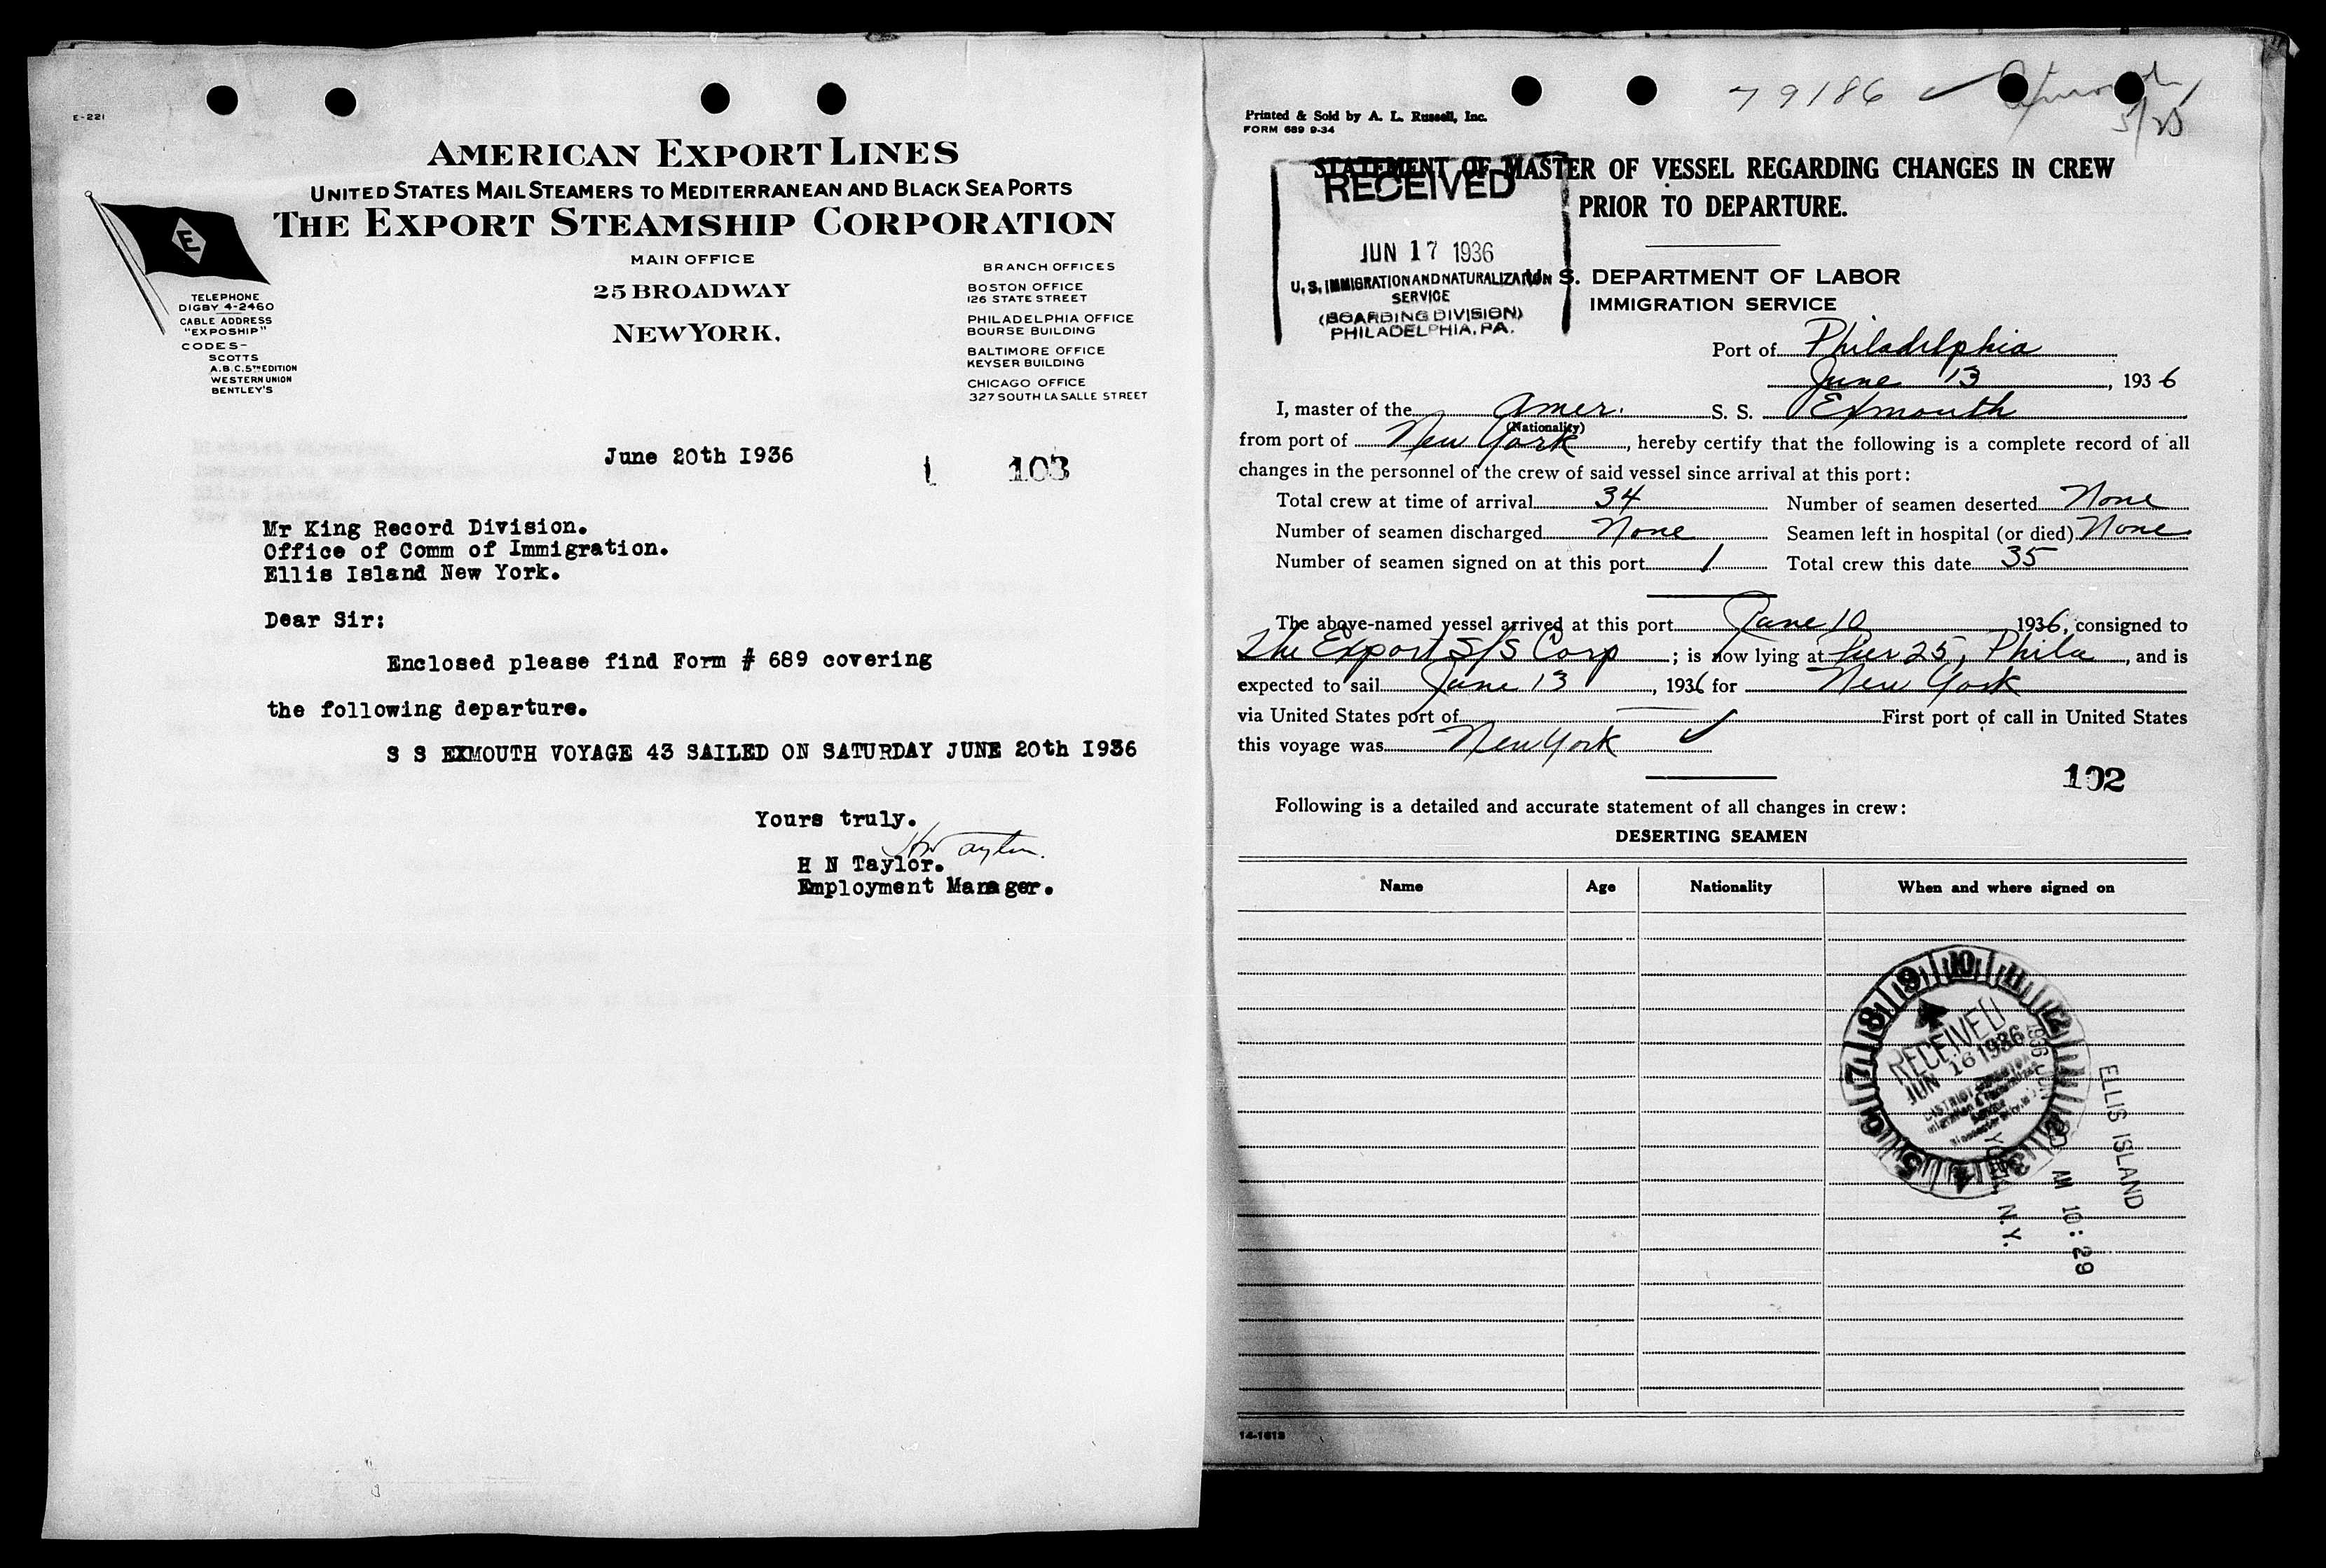 E-221
AMERICAN EXPORT LINES
UNITED STATES MAIL STEAMERS TO MEDITERRANEAN AND BLACK SEA PORTS
THE EXPORT STEAMSHIP CORPORATION
E
TELEPHONE
DIGBY 4-2460
CABLE ADDRESS
"EXPOSHIP"
CODES-
SCOTTS
A.B.C. 5TH EDITION
WESTERN UNION
BENTLEY'S
MAIN OFFICE
25 BROADWAY
NEW YORK.
BRANCH OFFICES
BOSTON OFFICE
126 STATE STREET
PHILADELPHIA OFFICE
BOURSE BUILDING
BALTIMORE OFFICE
KEYSER BUILDING
CHICAGO OFFICE
327 SOUTH LA SALLE STREET
June 20th 1936
103
Mr King Record Division.
Office of Comm of Immigration.
Ellis Island New York.
Dear Sir:
Enclosed please find Form # 689 covering
the following departure.
S S EXMOUTH VOYAGE 43 SAILED ON SATURDAY JUNE 20th 1936
Yours truly.
H N Taylor.
Employment Manager.
79186 ✓
Printed & Sold by A. L. Russell, Inc.
FORM 689 9-34
STATEMENT OF MASTER OF VESSEL REGARDING CHANGES IN CREW
PRIOR TO DEPARTURE.
RECEIVED
JUN 17 1936
U. S. IMMIGRATION AND NATURALIZATION
SERVICE
(BOARDING DIVISION)
PHILADELPHIA, PA.
U. S. DEPARTMENT OF LABOR
IMMIGRATION SERVICE
Port of Philadelphia
June 13, 1936
I, master of the Amer. S. S. Exmouth
(Nationality)
from port of New York, hereby certify that the following is a complete record of all
changes in the personnel of the crew of said vessel since arrival at this port:
Total crew at time of arrival 34 Number of seamen deserted None
Number of seamen discharged None Seamen left in hospital (or died) None
Number of seamen signed on at this port 1 Total crew this date 35
The above-named vessel arrived at this port June 10 1936, consigned to
The Export S/S Corp; is now lying at Pier 25, Phila, and is
expected to sail June 13, 1936 for New York
via United States port of — First port of call in United States
this voyage was New York ✓
102
Following is a detailed and accurate statement of all changes in crew:
DESERTING SEAMEN
Name Age Nationality When and where signed on
RECEIVED
JUN 16 1936
ELLIS ISLAND
AM 10:29
N.Y.
14-1613